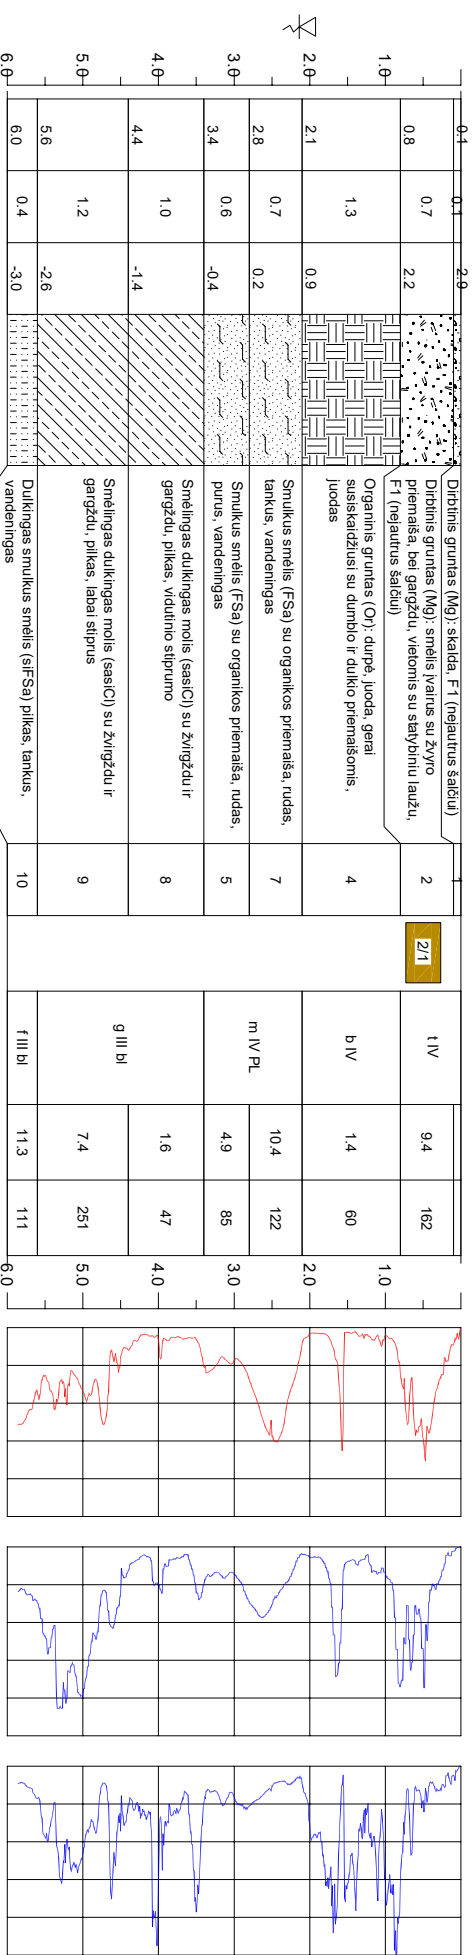 1.0
2.0
3.0
4.0
5.0
6.0
0.1
0.8
2.1
2.8
3.4
4.4
5.6
6.0
0.1
0.7
1.3
0.7
0.6
1.0
1.2
0.4
2.9
2.2
0.9
0.2
-0.4
-1.4
-2.6
-3.0
Dirbtinis gruntas (Mg): skalda, F1 (nejautrus šalčiui)
Dirbtinis gruntas (Mg): smėlis įvairus su žvyro
priemaiša, bei gargždu, vietomis su statybiniu laužu,
F1 (nejautrus šalčiui)
Organinis gruntas (Or): durpė, juoda, gerai
susiskaidžiusi su dumblo ir dulkio priemaišomis,
juodas
Smulkus smėlis (FSa) su organikos priemaiša, rudas,
tankus, vandeningas
Smulkus smėlis (FSa) su organikos priemaiša, rudas,
purus, vandeningas
Smėlingas dulkingas molis (sasiCl) su žvirgždu ir
gargždu, pilkas, vidutinio stiprumo
Smėlingas dulkingas molis (sasiCl) su žvirgždu ir
gargždu, pilkas, labai stiprus
Dulkingas smulkus smėlis (siFSa) pilkas, tankus,
vandeningas
1
2
4
7
5
8
9
10
2/1
t IV
b IV
m IV PL
g III bl
f III bl
9.4
1.4
10.4
4.9
1.6
7.4
11.3
162
60
122
85
47
251
111
1.0
2.0
3.0
4.0
5.0
6.0